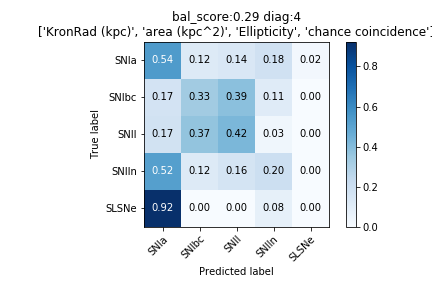 bal_score:0.29 diag:4
['KronRad (kpc)', 'area (kpc^2)', 'Ellipticity', 'chance coincidence']
SNIa 0.54 0.12 0.14 0.18 0.02
SNIbc 0.17 0.33 0.39 0.11 0.00
SNII 0.17 0.37 0.42 0.03 0.00
SNIIn 0.52 0.12 0.16 0.20 0.00
SLSNe 0.92 0.00 0.00 0.08 0.00
True label
SNIa SNIbc SNII SNIIn SLSNe
Predicted label
0.8
0.6
0.4
0.2
0.0